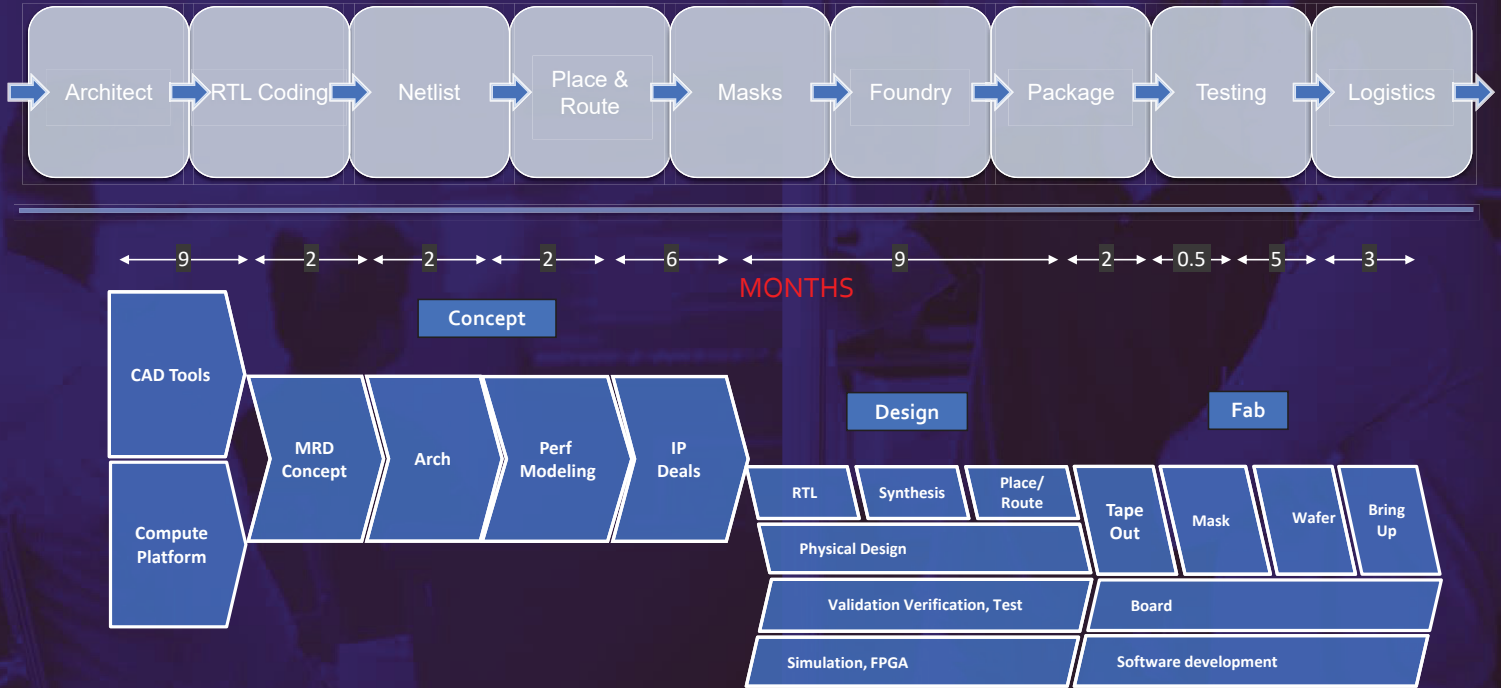 Architect
RTL Coding
Netlist
Place &
Route
Masks
Foundry
Package
Testing
Logistics
9
2
2
2
6
9
2
0.5
5
3
MONTHS
Concept
Design
Fab
CAD Tools
Compute
Platform
MRD
Concept
Arch
Perf
Modeling
IP
Deals
RTL
Synthesis
Place/
Route
Physical Design
Validation Verification, Test
Simulation, FPGA
Tape
Out
Mask
Wafer
Bring
Up
Board
Software development